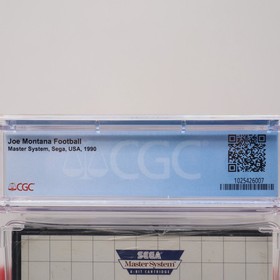 Joe Montana Football
Master System, Sega, USA, 1990
CGC
CGC
1025426007
SEGA
Master System
8-BIT CARTRIDGE